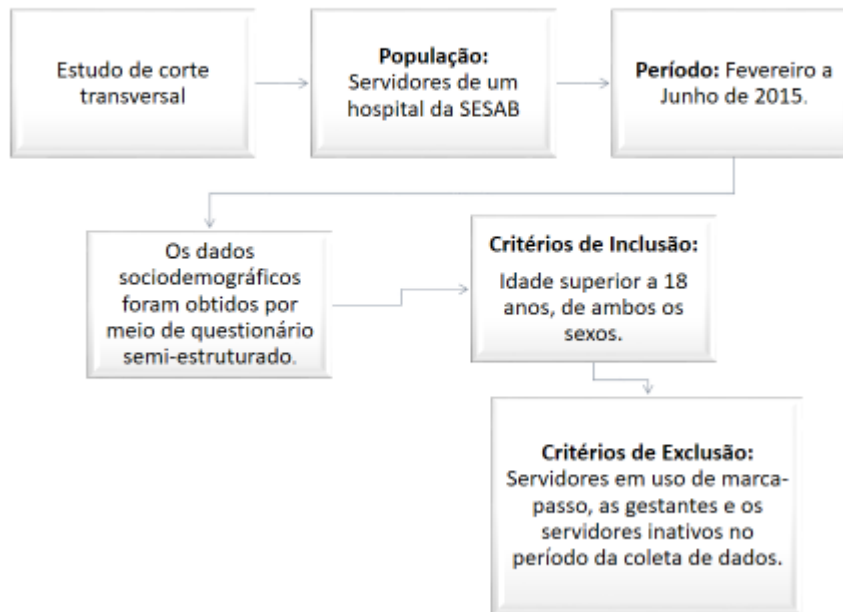 Estudo de corte
transversal
População:
Servidores de um
hospital da SESAB
Período: Fevereiro a
Junho de 2015.
Os dados
sociodemográficos
foram obtidos por
meio de questionário
semi-estruturado.
Critérios de Inclusão:
Idade superior a 18
anos, de ambos os
sexos.
Critérios de Exclusão:
Servidores em uso de marca-
passo, as gestantes e os
servidores inativos no
período da coleta de dados.